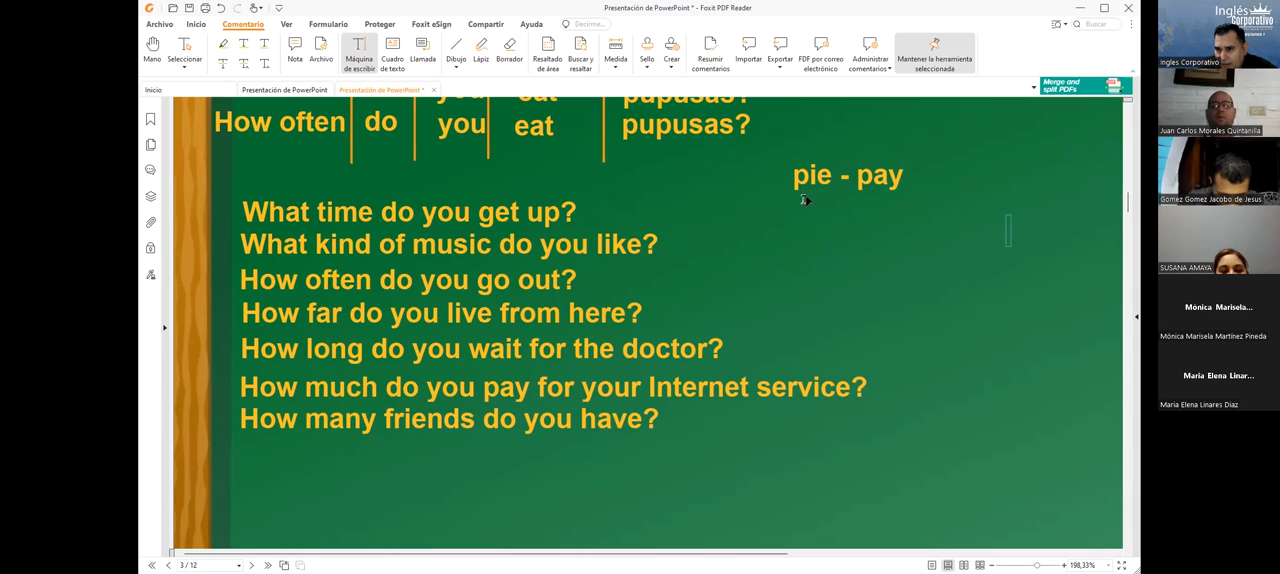 Presentación de PowerPoint * - Foxit PDF Reader
Archivo Inicio Comentario Ver Formulario Proteger Foxit eSign Compartir Ayuda Decirme... Buscar
Mano Seleccionar Nota Archivo Máquina de escribir Cuadro de texto Llamada Dibujo Lápiz Borrador Resaltado de área Buscar y resaltar Medida Sello Crear Resumir comentarios Importar Exportar PDF por correo electrónico Administrar comentarios Mantener la herramienta seleccionada
Inicio Presentación de PowerPoint Presentación de PowerPoint * Merge and split PDFs
you eat pupusas?
How often do you eat pupusas?
pie - pay
What time do you get up?
What kind of music do you like?
How often do you go out?
How far do you live from here?
How long do you wait for the doctor?
How much do you pay for your Internet service?
How many friends do you have?
3 / 12 198,33%
Inglés
Corporativo
Ingles Corporativo
Juan Carlos Morales Quintanilla
Gomez Gomez Jacobo de Jesus
SUSANA AMAYA
Mónica Marisela...
Mónica Marisela Martínez Pineda
Maria Elena Linar...
Maria Elena Linares Diaz